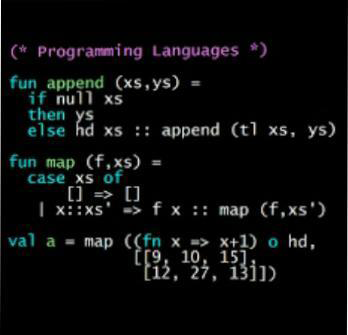 (* Programming Languages *)
fun append (xs,ys) =
if null xs
then ys
else hd xs :: append (tl xs, ys)
fun map (f,xs) =
case xs of
[] => []
| x::xs' => f x :: map (f,xs')
val a = map ((fn x => x+1) o hd,
[[9, 10, 15],
[12, 27, 13]])